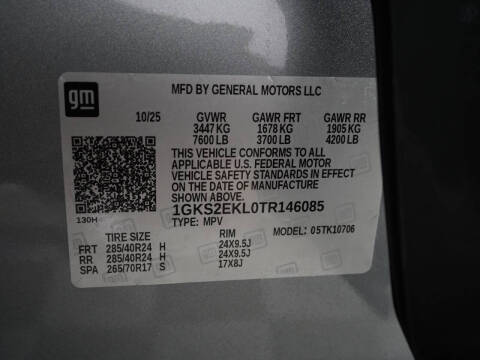 gm
MFD BY GENERAL MOTORS LLC
10/25 GVWR GAWR FRT GAWR RR
3447 KG 1678 KG 1905 KG
7600 LB 3700 LB 4200 LB
THIS VEHICLE CONFORMS TO ALL
APPLICABLE U.S. FEDERAL MOTOR
VEHICLE SAFETY STANDARDS IN EFFECT
ON THE DATE OF MANUFACTURE
SHOWN ABOVE.
130H
1GKS2EKL0TR146085
TYPE: MPV
MODEL: 05TK10706
TIRE SIZE RIM
FRT 285/40R24 H 24X9.5J
RR 285/40R24 H 24X9.5J
SPA 265/70R17 S 17X8J